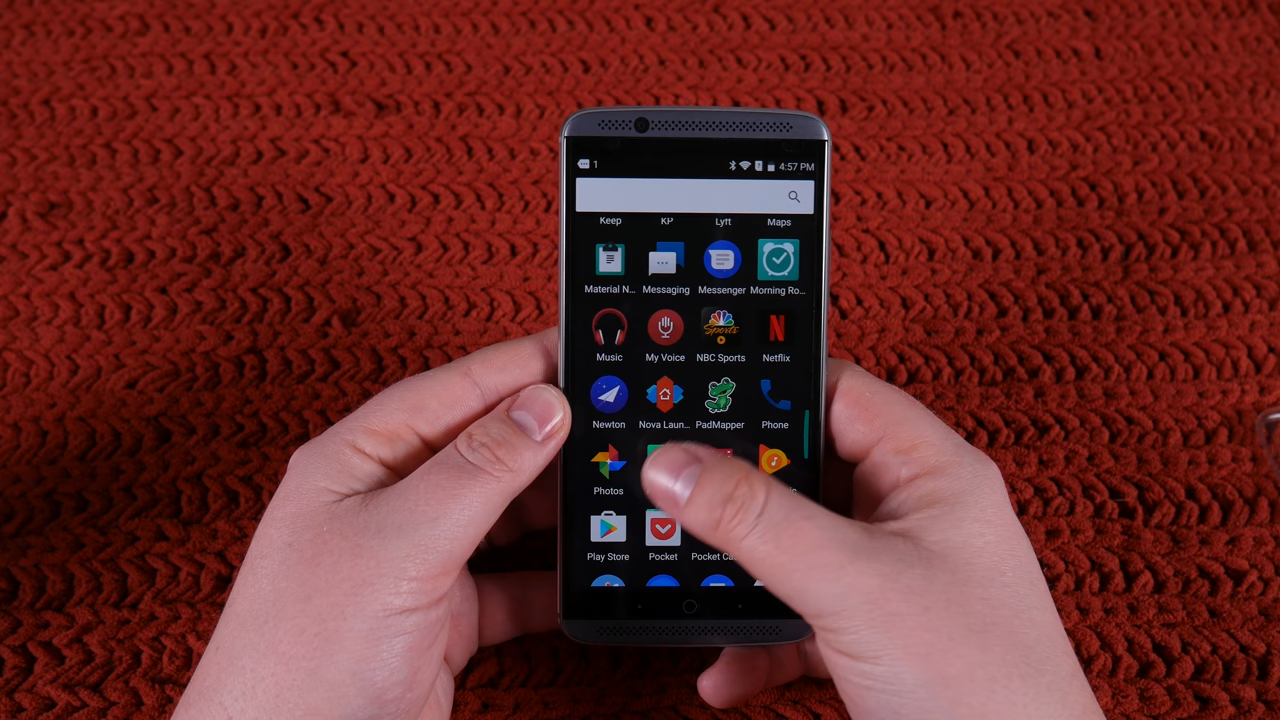 1 4:57 PM
Keep KP Lyft Maps
Material N... Messaging Messenger Morning Ro...
Music My Voice NBC Sports Netflix
Sports
N
Newton Nova Laun... PadMapper Phone
Photos
Play Store Pocket Pocket